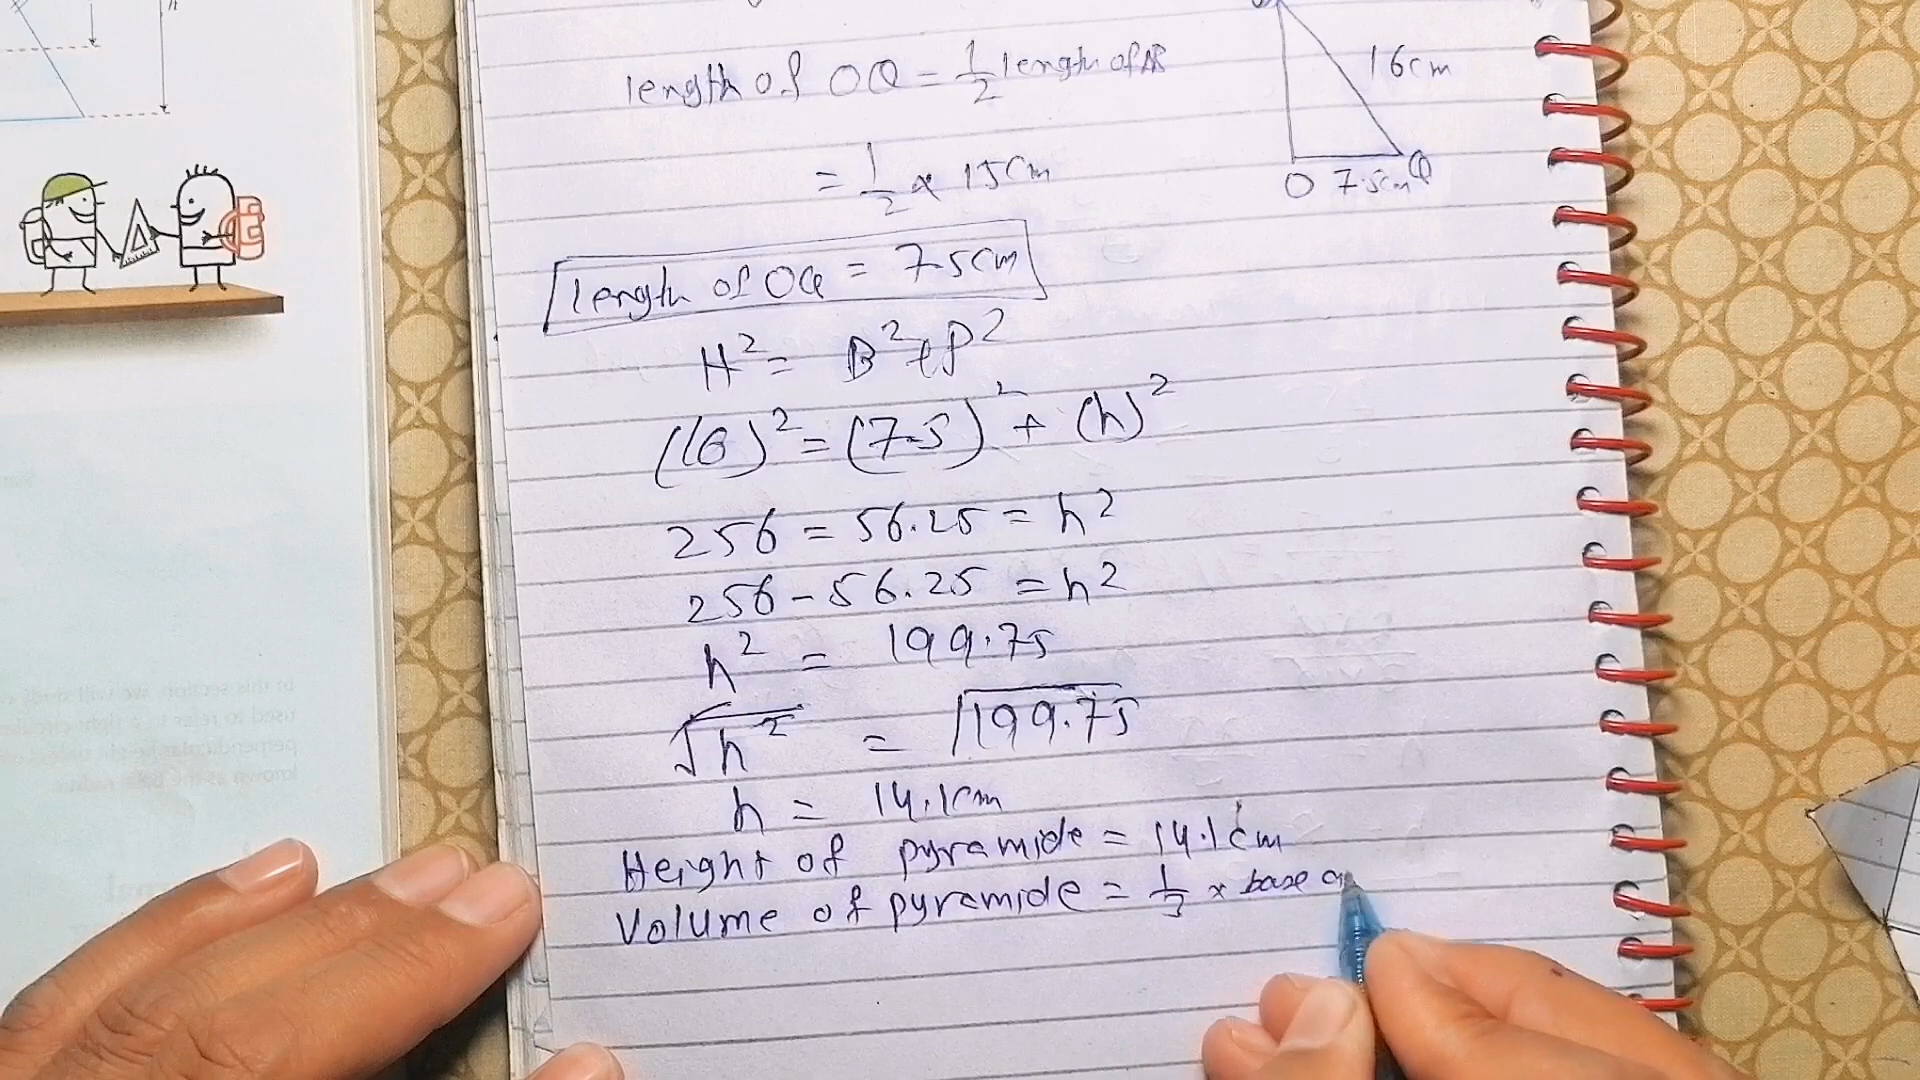 length of OQ = 1/2 length of AB
= 1/2 × 15cm
length of OQ = 7.5cm
16cm
O 7.5cm Q
H² = B² + P²
(16)² = (7.5)² + (h)²
256 = 56.25 = h²
256 - 56.25 = h²
h² = 199.75
√h² = √199.75
h = 14.1cm
Height of pyramide = 14.1cm
Volume of pyramide = 1/3 × base a
h